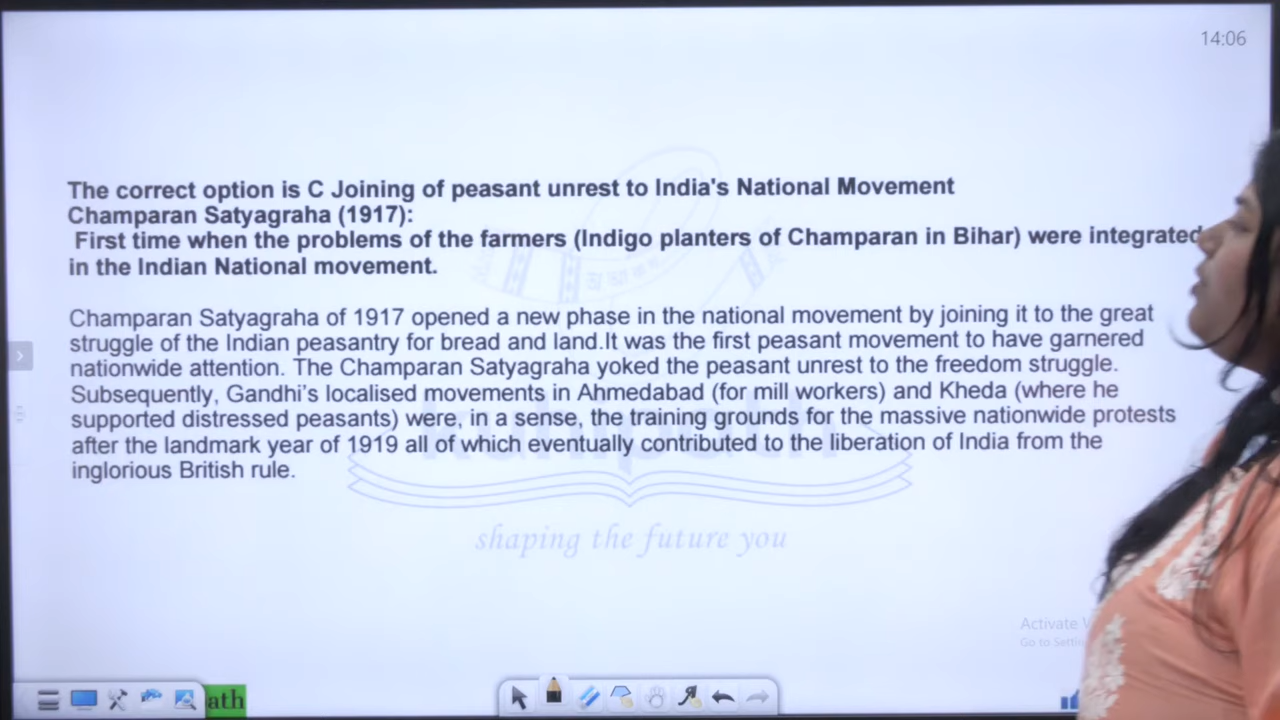 14:06
The correct option is C Joining of peasant unrest to India's National Movement
Champaran Satyagraha (1917):
First time when the problems of the farmers (Indigo planters of Champaran in Bihar) were integrated
in the Indian National movement.
Champaran Satyagraha of 1917 opened a new phase in the national movement by joining it to the great
struggle of the Indian peasantry for bread and land.It was the first peasant movement to have garnered
nationwide attention. The Champaran Satyagraha yoked the peasant unrest to the freedom struggle.
Subsequently, Gandhi's localised movements in Ahmedabad (for mill workers) and Kheda (where he
supported distressed peasants) were, in a sense, the training grounds for the massive nationwide protests
after the landmark year of 1919 all of which eventually contributed to the liberation of India from the
inglorious British rule.
shaping the future you
Activate
Go to
ath